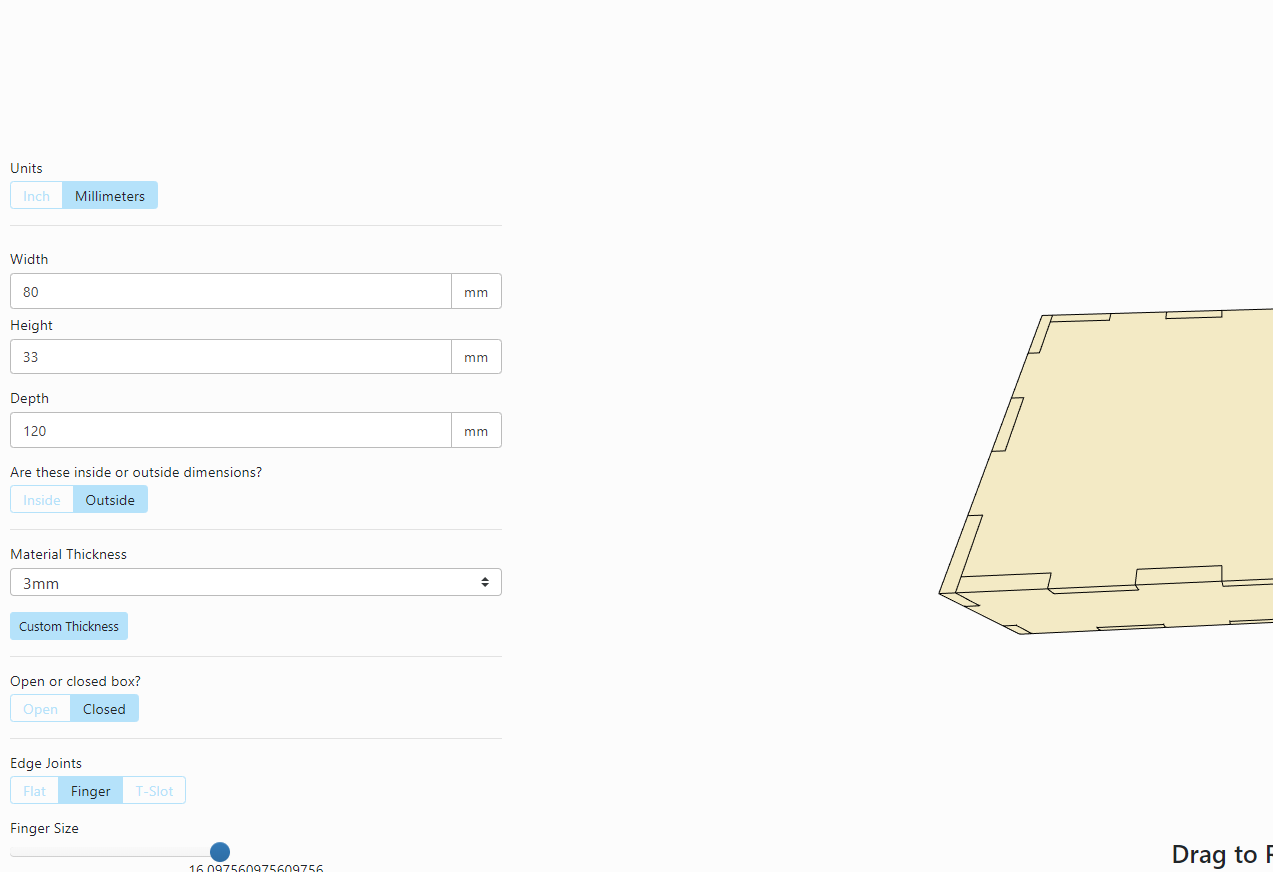 Units
Inch Millimeters
Width
80 mm
Height
33 mm
Depth
120 mm
Are these inside or outside dimensions?
Inside Outside
Material Thickness
3mm
Custom Thickness
Open or closed box?
Open Closed
Edge Joints
Flat Finger T-Slot
Finger Size
16.097560975609756
Drag to